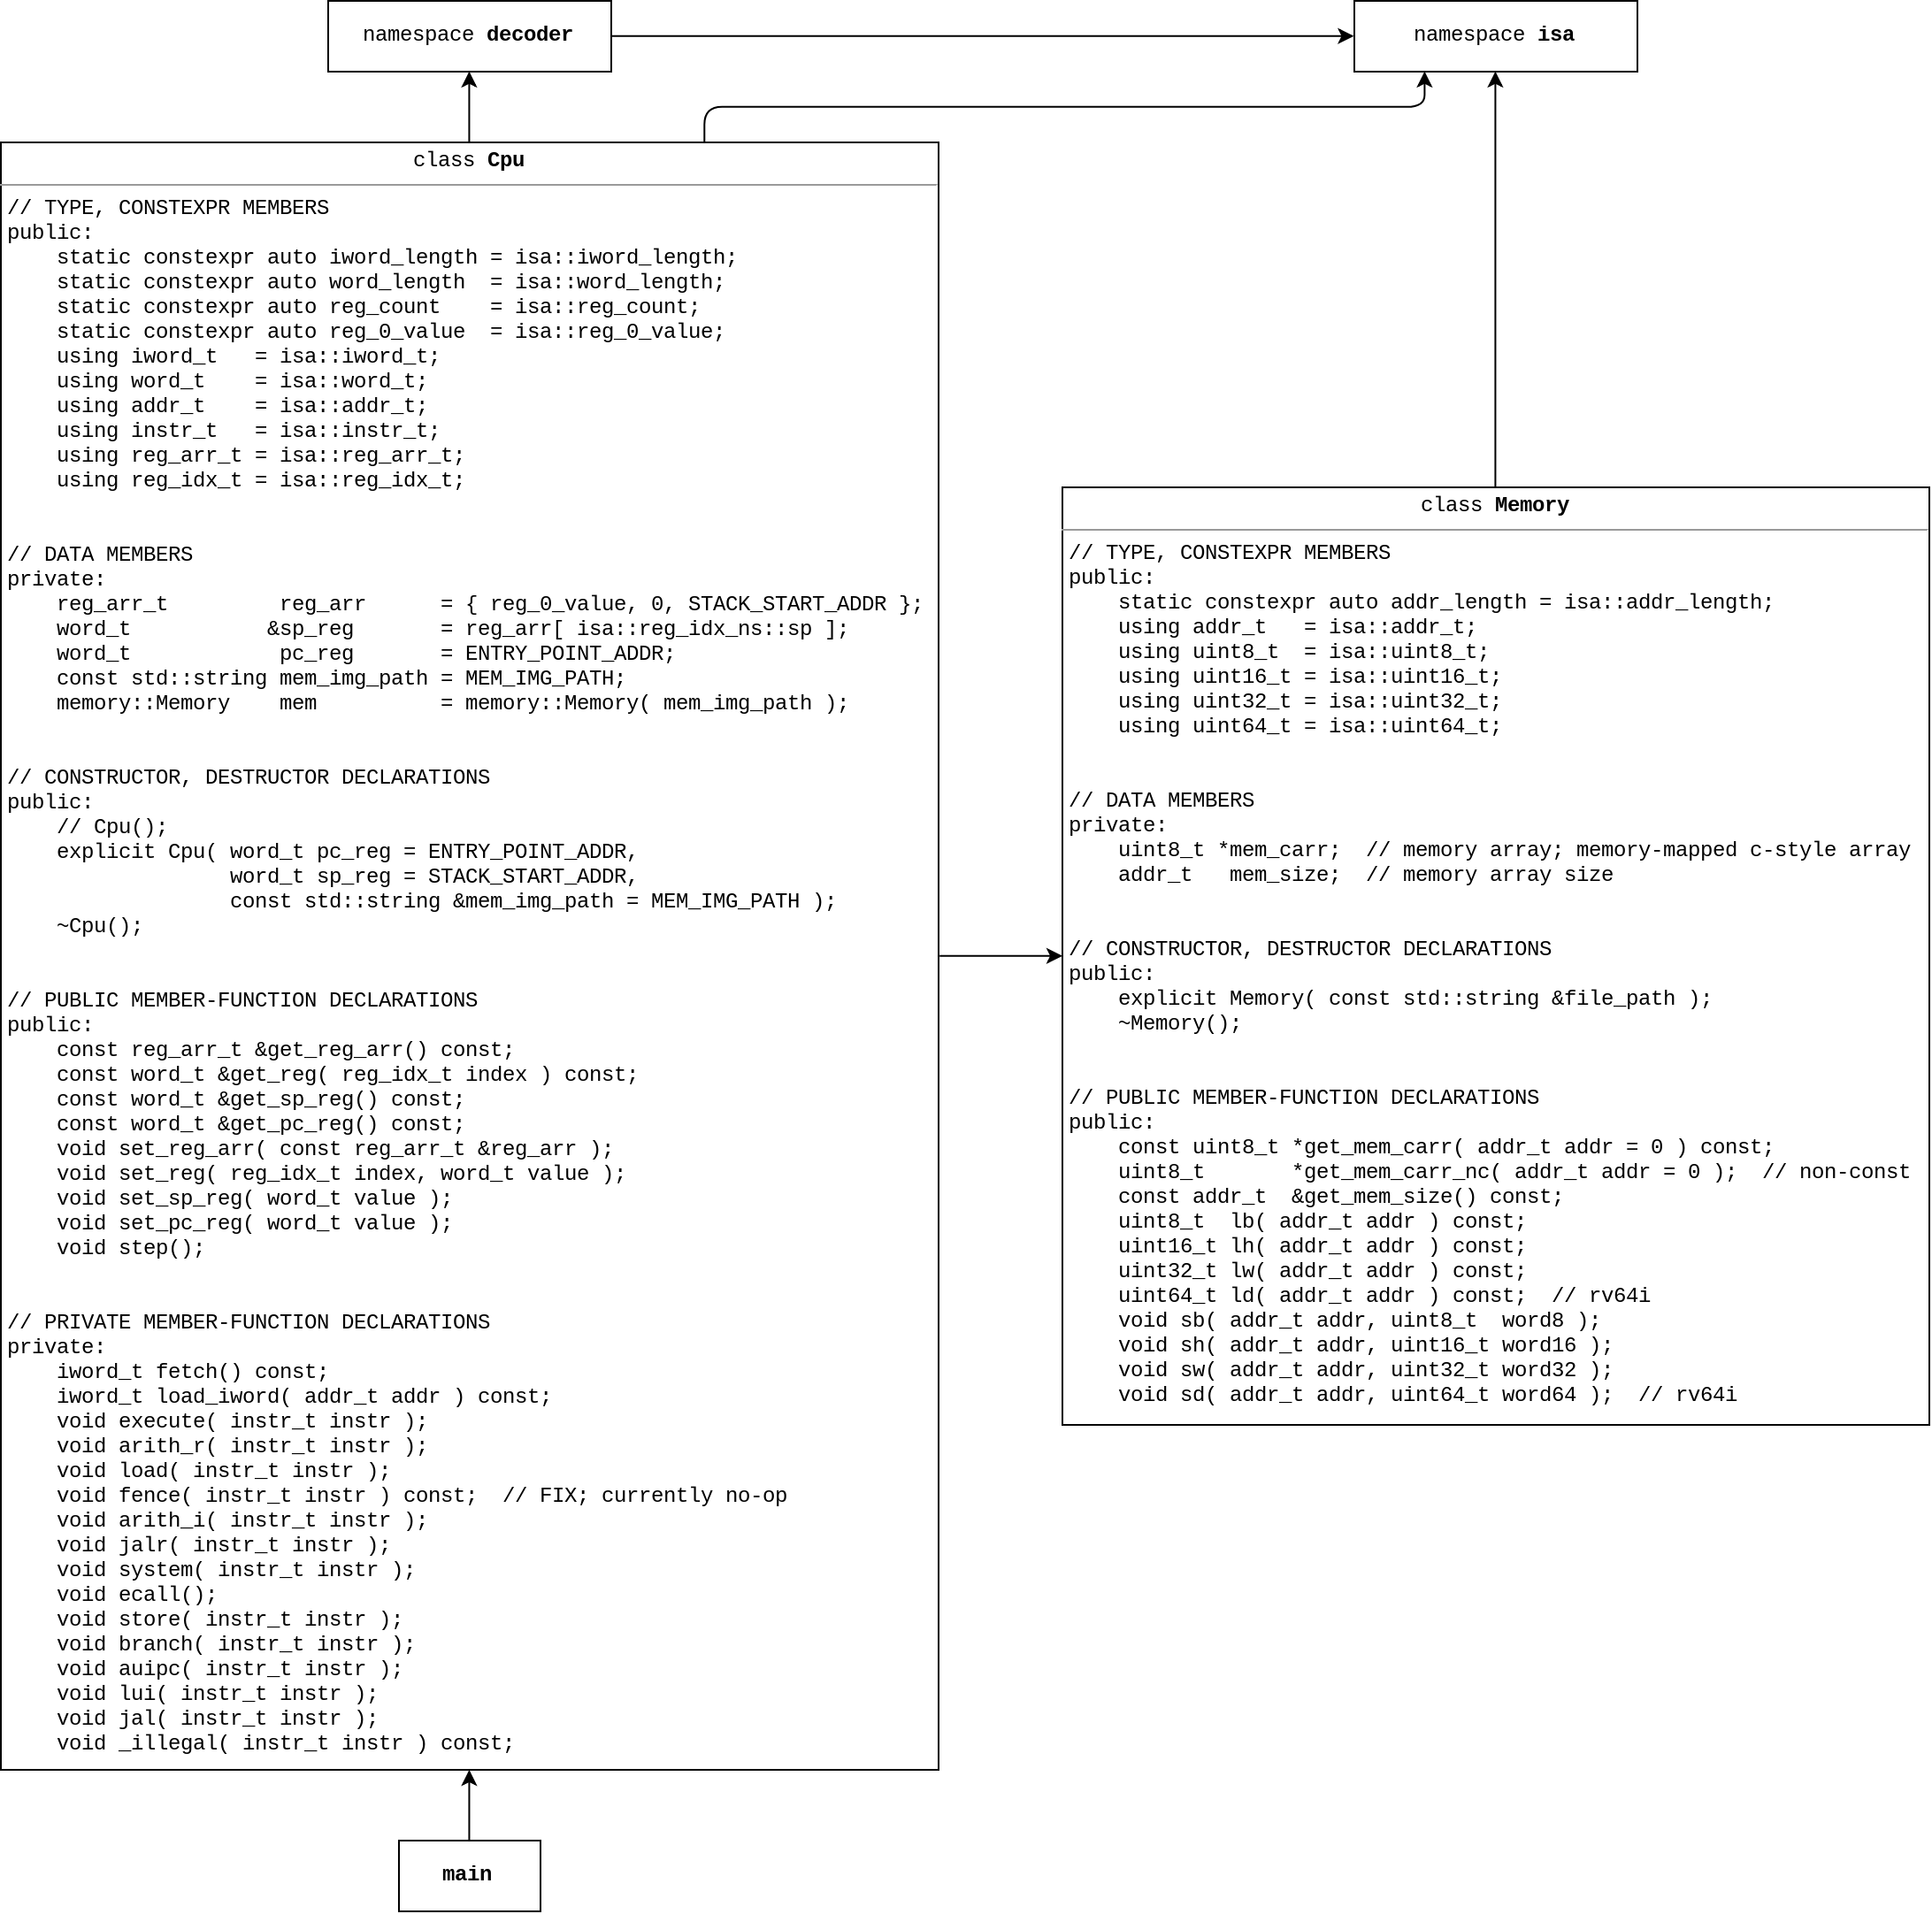 namespace decoder
namespace isa
class Cpu
// TYPE, CONSTEXPR MEMBERS
public:
    static constexpr auto iword_length = isa::iword_length;
    static constexpr auto word_length  = isa::word_length;
    static constexpr auto reg_count    = isa::reg_count;
    static constexpr auto reg_0_value  = isa::reg_0_value;
    using iword_t   = isa::iword_t;
    using word_t    = isa::word_t;
    using addr_t    = isa::addr_t;
    using instr_t   = isa::instr_t;
    using reg_arr_t = isa::reg_arr_t;
    using reg_idx_t = isa::reg_idx_t;
// DATA MEMBERS
private:
    reg_arr_t         reg_arr      = { reg_0_value, 0, STACK_START_ADDR };
    word_t           &sp_reg       = reg_arr[ isa::reg_idx_ns::sp ];
    word_t            pc_reg       = ENTRY_POINT_ADDR;
    const std::string mem_img_path = MEM_IMG_PATH;
    memory::Memory    mem          = memory::Memory( mem_img_path );
// CONSTRUCTOR, DESTRUCTOR DECLARATIONS
public:
    // Cpu();
    explicit Cpu( word_t pc_reg = ENTRY_POINT_ADDR,
                  word_t sp_reg = STACK_START_ADDR,
                  const std::string &mem_img_path = MEM_IMG_PATH );
    ~Cpu();
// PUBLIC MEMBER-FUNCTION DECLARATIONS
public:
    const reg_arr_t &get_reg_arr() const;
    const word_t &get_reg( reg_idx_t index ) const;
    const word_t &get_sp_reg() const;
    const word_t &get_pc_reg() const;
    void set_reg_arr( const reg_arr_t &reg_arr );
    void set_reg( reg_idx_t index, word_t value );
    void set_sp_reg( word_t value );
    void set_pc_reg( word_t value );
    void step();
// PRIVATE MEMBER-FUNCTION DECLARATIONS
private:
    iword_t fetch() const;
    iword_t load_iword( addr_t addr ) const;
    void execute( instr_t instr );
    void arith_r( instr_t instr );
    void load( instr_t instr );
    void fence( instr_t instr ) const;  // FIX; currently no-op
    void arith_i( instr_t instr );
    void jalr( instr_t instr );
    void system( instr_t instr );
    void ecall();
    void store( instr_t instr );
    void branch( instr_t instr );
    void auipc( instr_t instr );
    void lui( instr_t instr );
    void jal( instr_t instr );
    void _illegal( instr_t instr ) const;
class Memory
// TYPE, CONSTEXPR MEMBERS
public:
    static constexpr auto addr_length = isa::addr_length;
    using addr_t   = isa::addr_t;
    using uint8_t  = isa::uint8_t;
    using uint16_t = isa::uint16_t;
    using uint32_t = isa::uint32_t;
    using uint64_t = isa::uint64_t;
// DATA MEMBERS
private:
    uint8_t *mem_carr;  // memory array; memory-mapped c-style array
    addr_t   mem_size;  // memory array size
// CONSTRUCTOR, DESTRUCTOR DECLARATIONS
public:
    explicit Memory( const std::string &file_path );
    ~Memory();
// PUBLIC MEMBER-FUNCTION DECLARATIONS
public:
    const uint8_t *get_mem_carr( addr_t addr = 0 ) const;
    uint8_t       *get_mem_carr_nc( addr_t addr = 0 );  // non-const
    const addr_t  &get_mem_size() const;
    uint8_t  lb( addr_t addr ) const;
    uint16_t lh( addr_t addr ) const;
    uint32_t lw( addr_t addr ) const;
    uint64_t ld( addr_t addr ) const;  // rv64i
    void sb( addr_t addr, uint8_t  word8 );
    void sh( addr_t addr, uint16_t word16 );
    void sw( addr_t addr, uint32_t word32 );
    void sd( addr_t addr, uint64_t word64 );  // rv64i
main